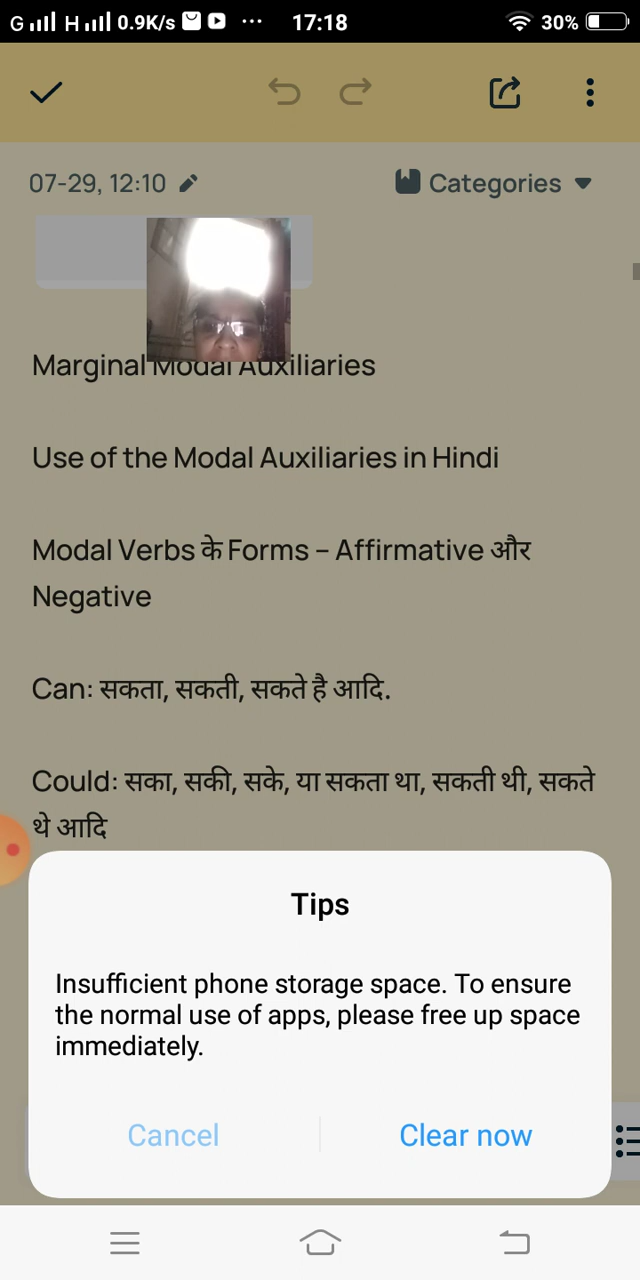 G H 0.9K/s ... 17:18 30%
07-29, 12:10 Categories
Marginal Modal Auxiliaries
Use of the Modal Auxiliaries in Hindi
Modal Verbs के Forms – Affirmative और
Negative
Can: सकता, सकती, सकते है आदि.
Could: सका, सकी, सके, या सकता था, सकती थी, सकते
थे आदि
Tips
Insufficient phone storage space. To ensure
the normal use of apps, please free up space
immediately.
Cancel Clear now